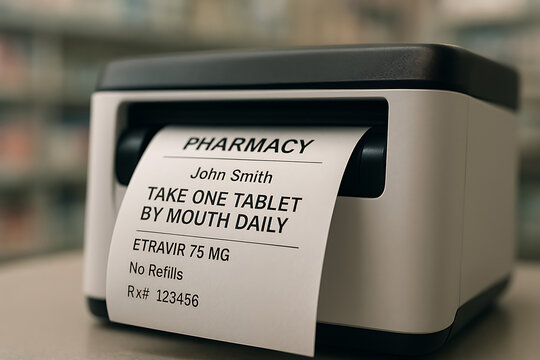 PHARMACY
John Smith
TAKE ONE TABLET
BY MOUTH DAILY
ETRAVIR 75 MG
No Refills
Rx# 123456